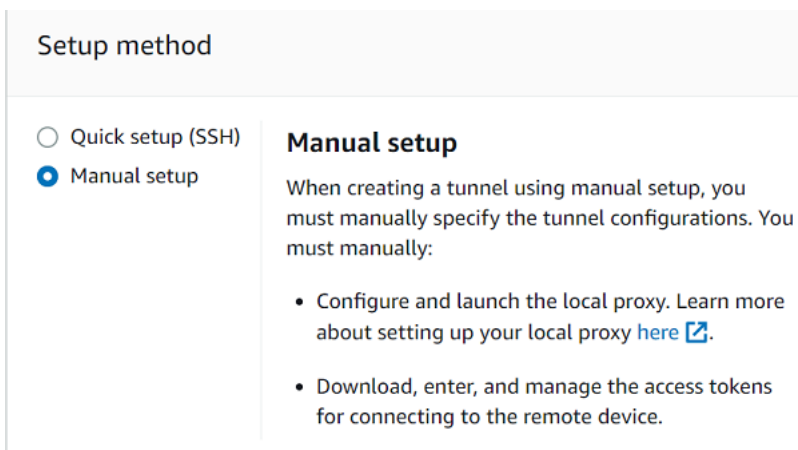 Setup method
Quick setup (SSH)
Manual setup
Manual setup
When creating a tunnel using manual setup, you
must manually specify the tunnel configurations. You
must manually:
• Configure and launch the local proxy. Learn more
about setting up your local proxy here.
• Download, enter, and manage the access tokens
for connecting to the remote device.